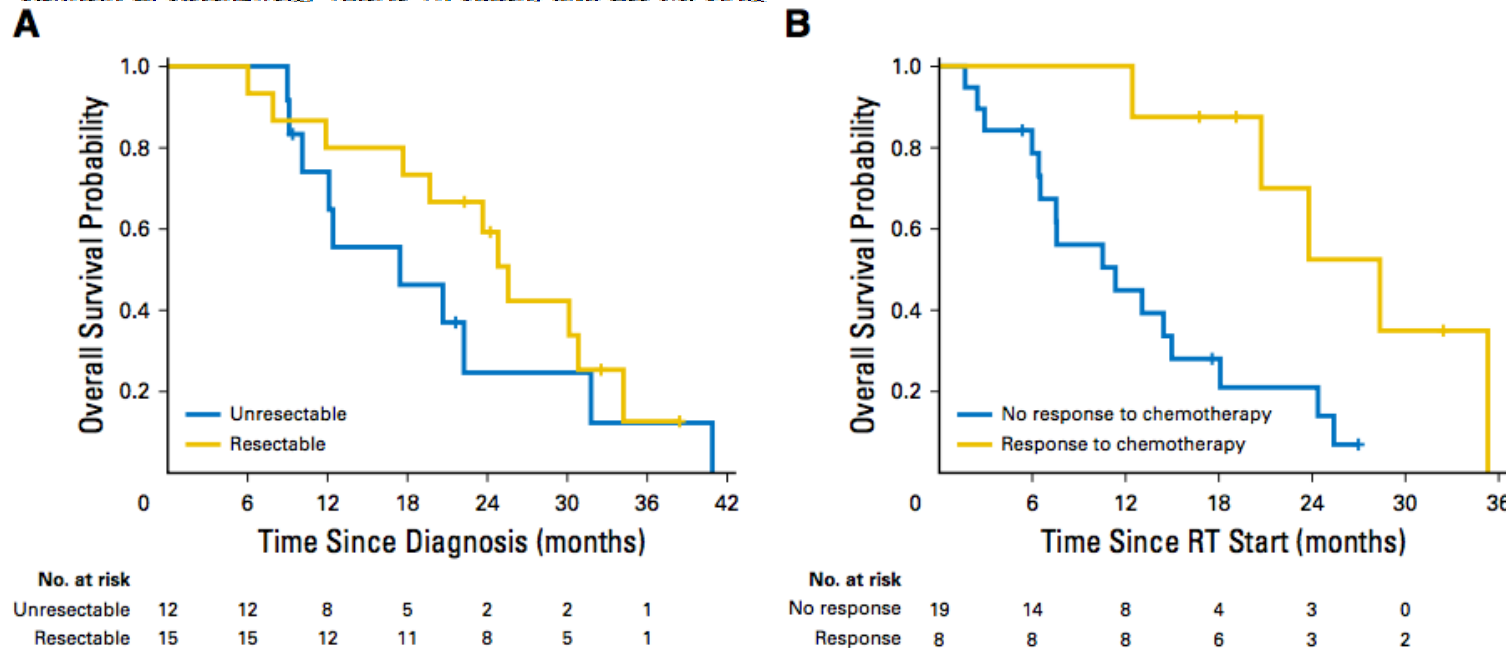 A
1.0
0.8
0.6
0.4
0.2
Overall Survival Probability
Unresectable
Resectable
0 6 12 18 24 30 36 42
Time Since Diagnosis (months)
No. at risk
Unresectable 12 12 8 5 2 2 1
Resectable 15 15 12 11 8 5 1
B
1.0
0.8
0.6
0.4
0.2
Overall Survival Probability
No response to chemotherapy
Response to chemotherapy
0 6 12 18 24 30 36
Time Since RT Start (months)
No. at risk
No response 19 14 8 4 3 0
Response 8 8 8 6 3 2